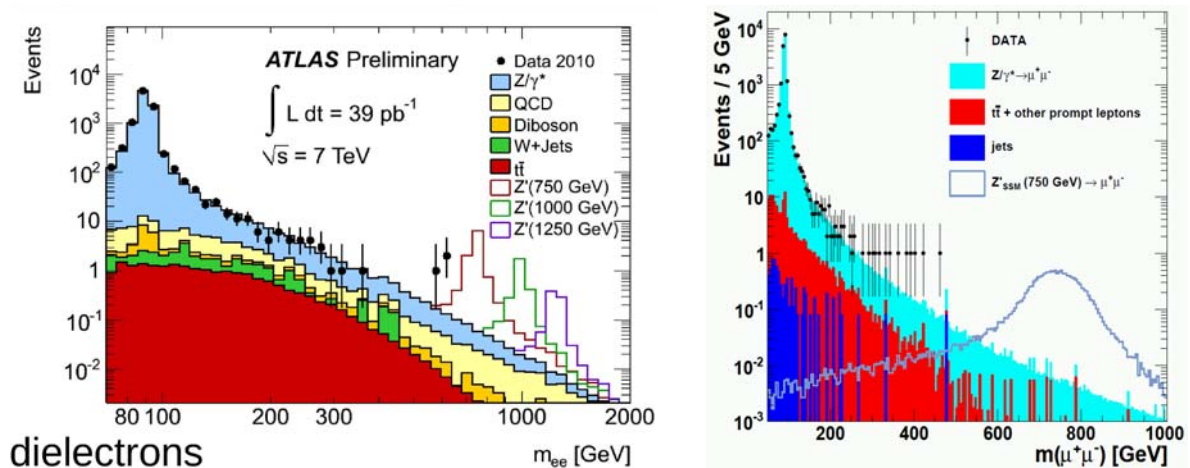 Events
10⁴
10³
10²
10
1
10⁻¹
10⁻²
ATLAS Preliminary
∫ L dt = 39 pb⁻¹
√s = 7 TeV
Data 2010
Z/γ*
QCD
Diboson
W+Jets
tt̄
Z'(750 GeV)
Z'(1000 GeV)
Z'(1250 GeV)
100 200 300 1000 2000
m_ee [GeV]
dielectrons
Events / 5 GeV
10⁴
10³
10²
10
1
10⁻¹
10⁻²
10⁻³
DATA
Z/γ*→μ⁺μ⁻
tt̄ + other prompt leptons
jets
Z'_SSM (750 GeV) → μ⁺μ⁻
200 400 600 800 1000
m(μ⁺μ⁻) [GeV]